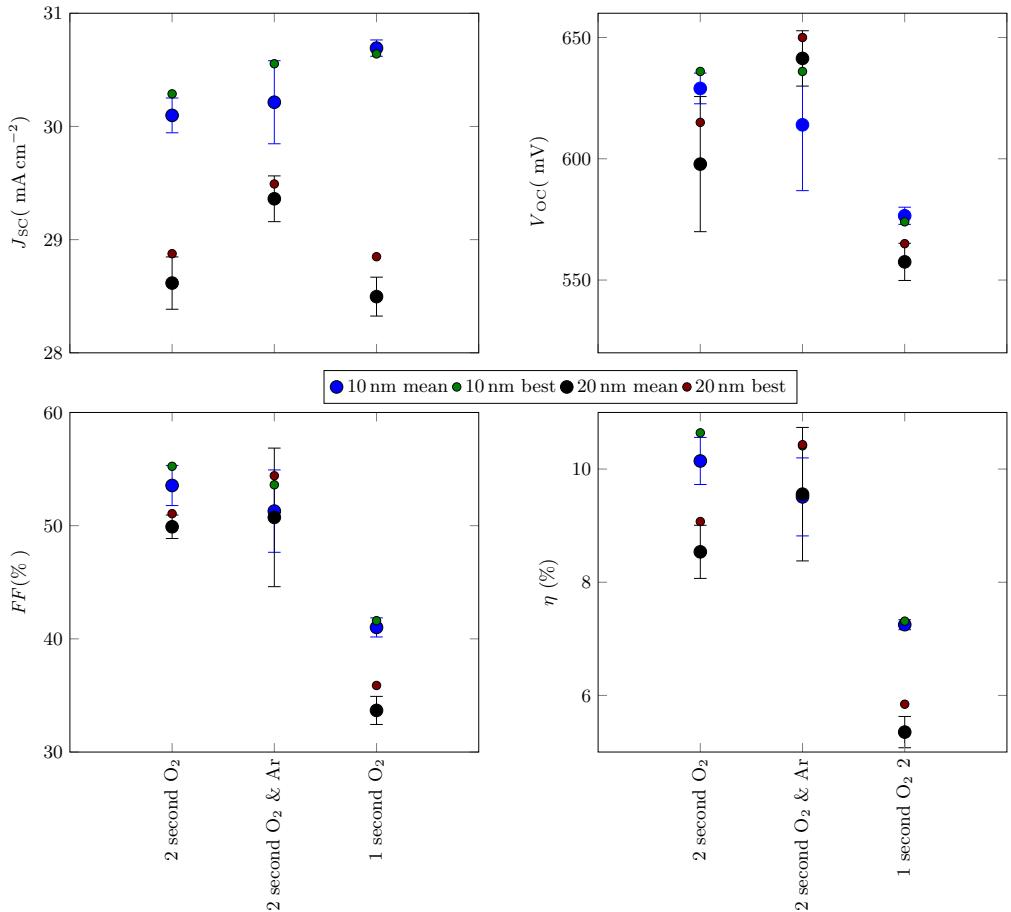 31
30
29
28
J_SC( mA cm⁻²)
650
600
550
V_OC( mV)
10 nm mean 10 nm best 20 nm mean 20 nm best
60
50
40
30
FF(% )
10
8
6
η (%)
2 second O₂
2 second O₂ & Ar
1 second O₂
2 second O₂
2 second O₂ & Ar
1 second O₂ 2